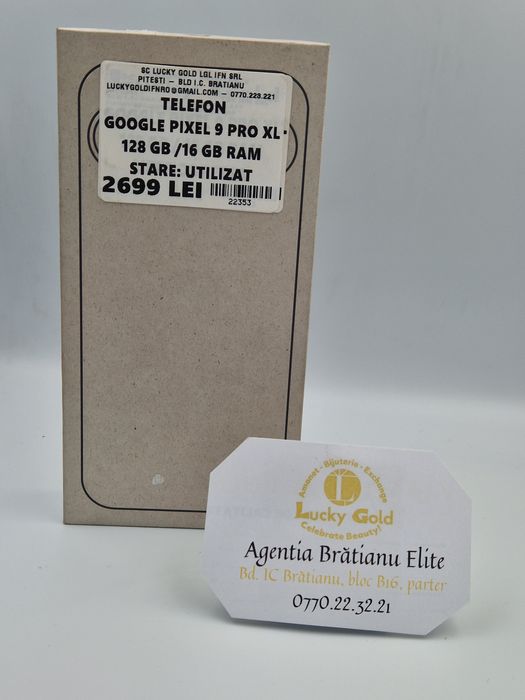 SC LUCKY GOLD LGL IFN SRL
PITESTI - BLD I.C. BRATIANU
LUCKYGOLDIFNRO@GMAIL.COM - 0770.223.221
TELEFON
GOOGLE PIXEL 9 PRO XL-
128 GB /16 GB RAM
STARE: UTILIZAT
2699 LEI
22353
Amanet - Bijuterie - Exchange
L
Lucky Gold
Celebrate Beauty!
Agentia Brătianu Elite
Bd. IC Brătianu, bloc B16, parter
0770.22.32.21